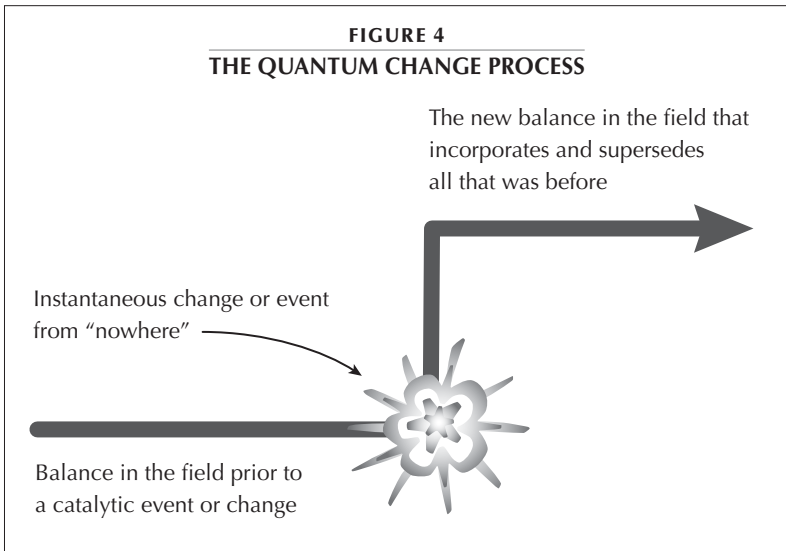 FIGURE 4
THE QUANTUM CHANGE PROCESS
The new balance in the field that
incorporates and supersedes
all that was before
Instantaneous change or event
from “nowhere”
Balance in the field prior to
a catalytic event or change